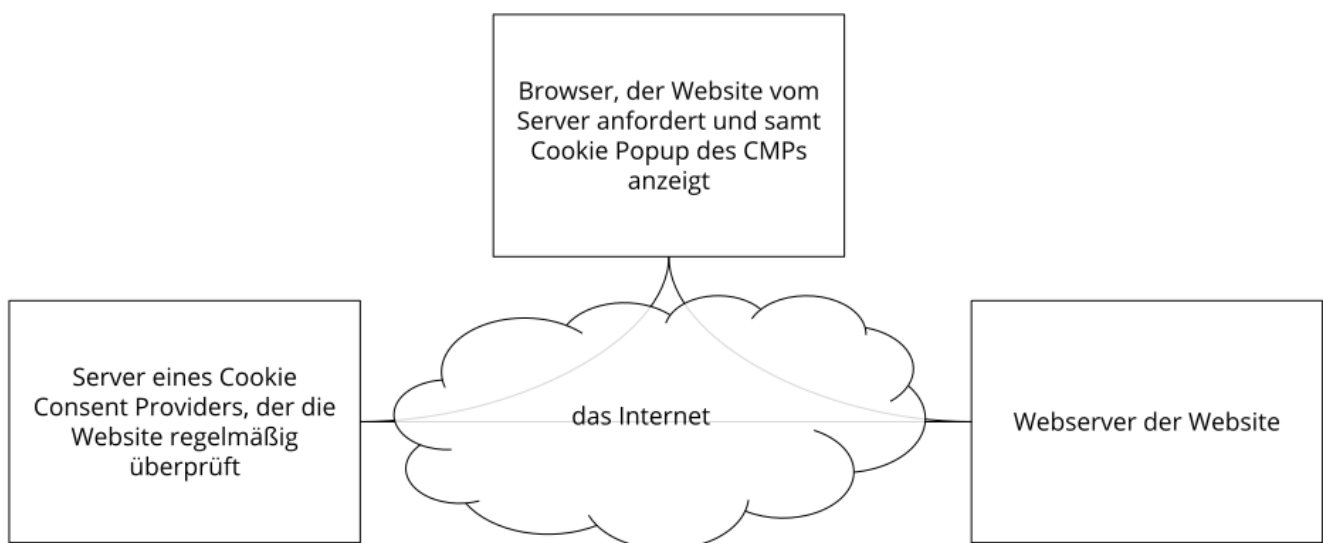 Browser, der Website vom
Server anfordert und samt
Cookie Popup des CMPs
anzeigt
Server eines Cookie
Consent Providers, der die
Website regelmäßig
überprüft
das Internet
Webserver der Website